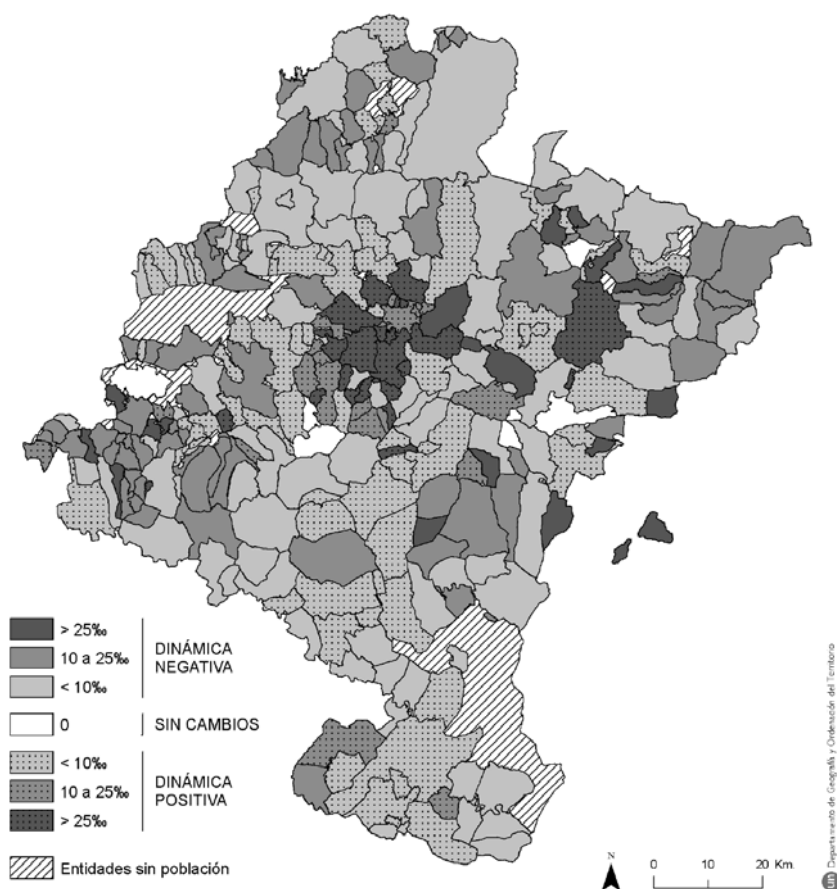 > 25‰
10 a 25‰
< 10‰
DINÁMICA
NEGATIVA
0
SIN CAMBIOS
< 10‰
10 a 25‰
> 25‰
DINÁMICA
POSITIVA
Entidades sin población
N
0 10 20 Km.
Departamento de Geografía y Ordenación del Territorio